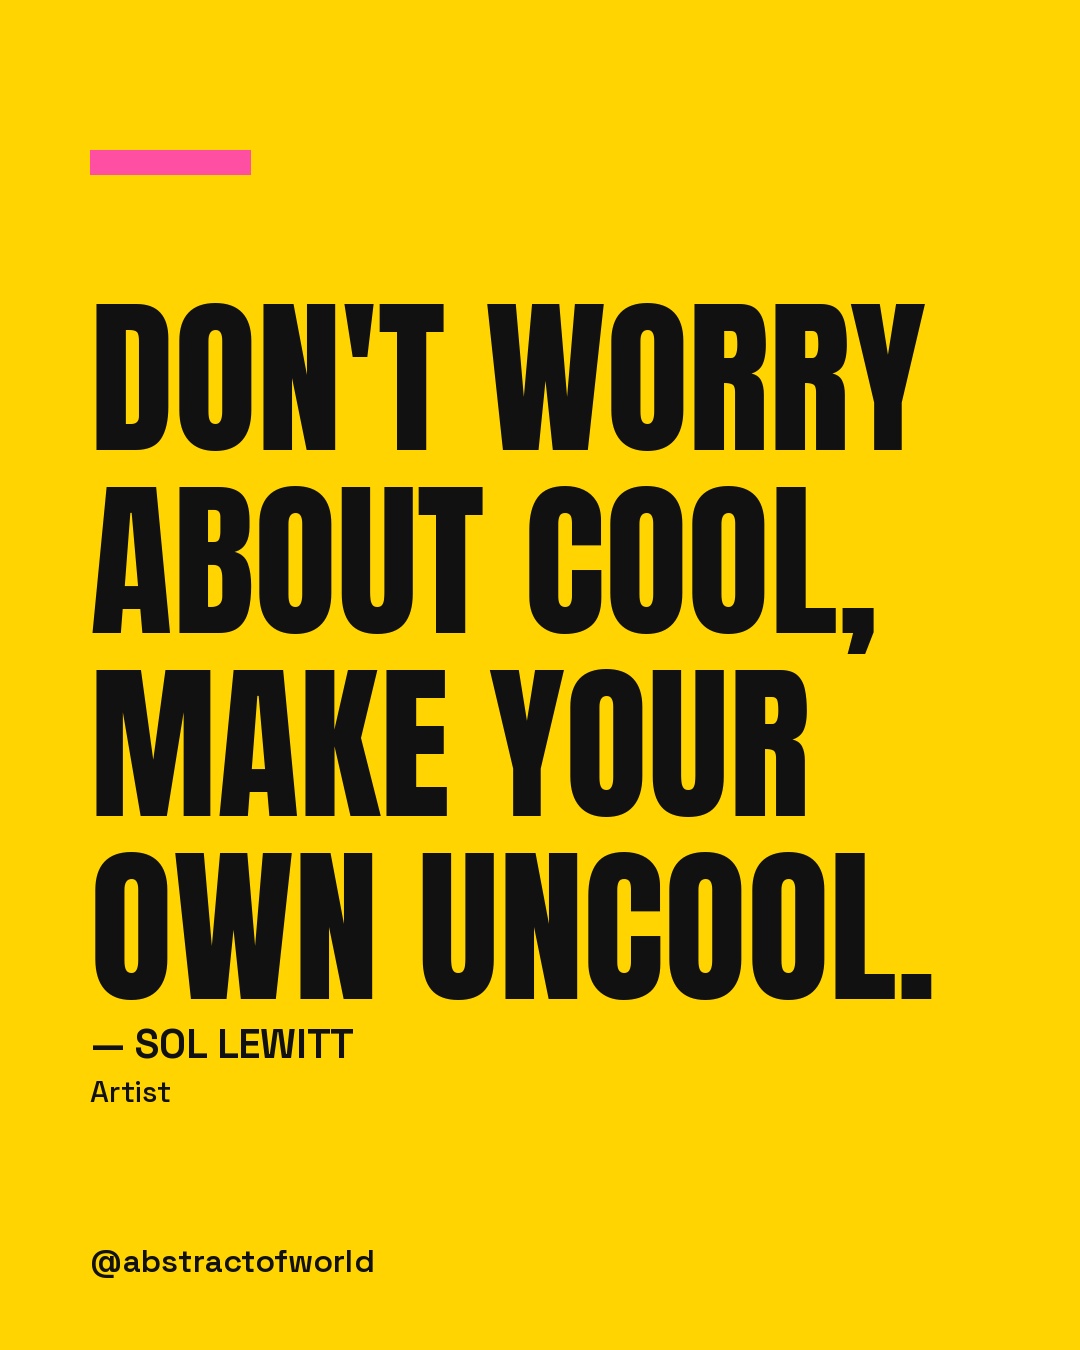 DON'T WORRY
ABOUT COOL,
MAKE YOUR
OWN UNCOOL.
— SOL LEWITT
Artist
@abstractofworld